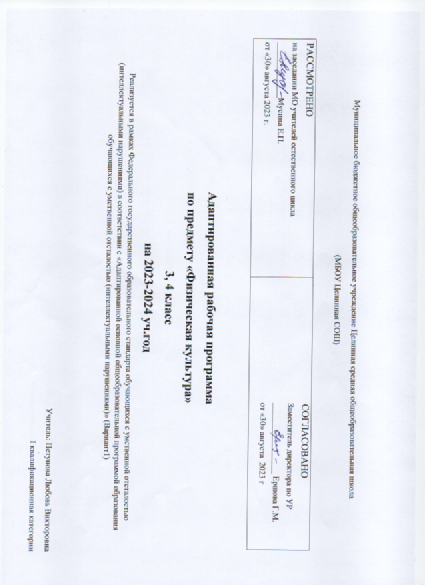 Муниципальное бюджетное общеобразовательное учреждение Целинная средняя общеобразовательная школа
(МБОУ Целинная СОШ)
РАССМОТРЕНО
на заседании МО учителей естественного цикла
Мусива Е.П.
от «30» августа 2023 г.
СОГЛАСОВАНО
Заместитель директора по УР
Ершова Г.М.
от «30» августа 2023 г
Адаптированная рабочая программа
по предмету «Физическая культура»
3, 4 класс
на 2023-2024 уч.год
Реализуется в рамках Федерального государственного образовательного стандарта обучающихся с умственной отсталостью
(интеллектуальными нарушениями) в соответствии с «Адаптированной основной общеобразовательной программой образования
обучающихся с умственной отсталостью (интеллектуальными нарушениями)» (Вариант1)
Учитель: Петунова Любовь Викторовна
I квалификационная категория